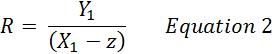 R = Y₁ / (X₁ − z)    Equation 2